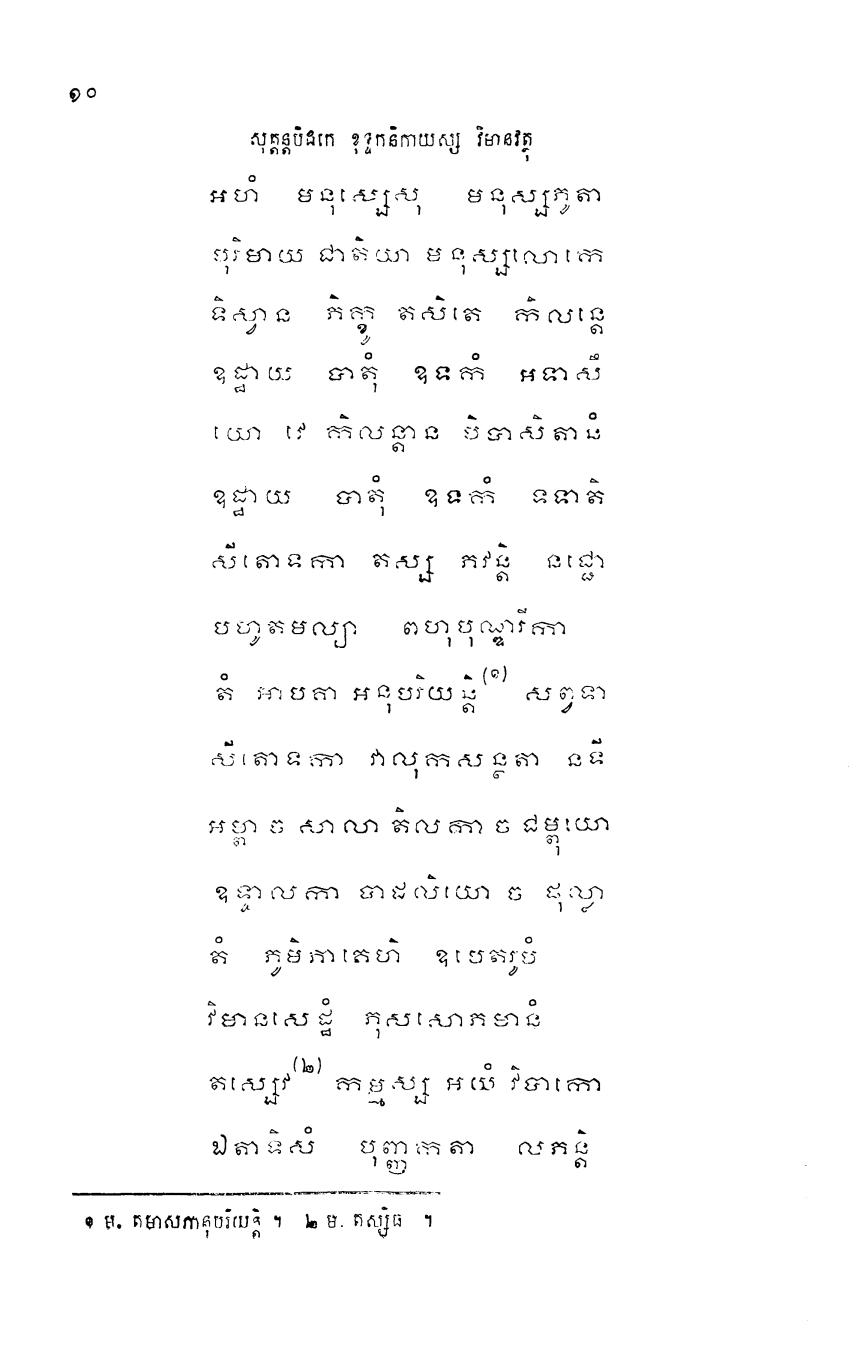 ១០
សុត្តន្តបិដកេ ខុទ្ទកនិកាយស្ស វិមានវត្ថុ
អហំ មនុស្សេសុ មនុស្សភូតា
បុរិមាយ ជាតិយា មនុស្សលោកេ
ទិស្វាន ភិក្ខូ តសិតេ កិលន្តេ
ឧដ្ឋាយ បាតុំ ឧទកំ អទាសឹ
យោ វេ កិលន្តាន បិបាសិតានំ
ឧដ្ឋាយ បាតុំ ឧទកំ ទទាតិ
សីតោទកា តស្ស ភវន្តិ នជ្ជោ
បហូតមល្យា ពហុបុណ្ឌរីកា
តំ អាបគា អនុបរិយន្តិ(១) សព្វទា
សីតោទកា វាលុកសន្ថតា នទី
អម្ពា ច សាលា តិលកា ច ជម្ពុយោ
ឧទ្ទាលកា បាដលិយោ ច ផុល្លា
តំ ភូមិភាគេហិ ឧបេតរូបំ
វិមានសេដ្ឋំ ភុសសោភមានំ
តស្សេវ(២) កម្មស្ស អយំ វិបាកោ
ឯតាទិសំ បុញ្ញកតា លភន្តិ
១ ម. តមាសគានុបរិយន្តិ ។ ២ ម. តស្សិធ ។